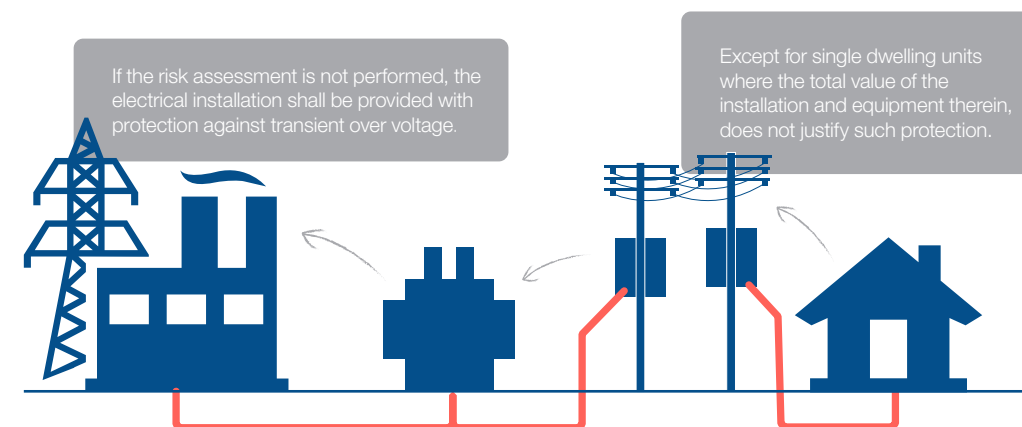 If the risk assessment is not performed, the
electrical installation shall be provided with
protection against transient over voltage.
Except for single dwelling units
where the total value of the
installation and equipment therein,
does not justify such protection.